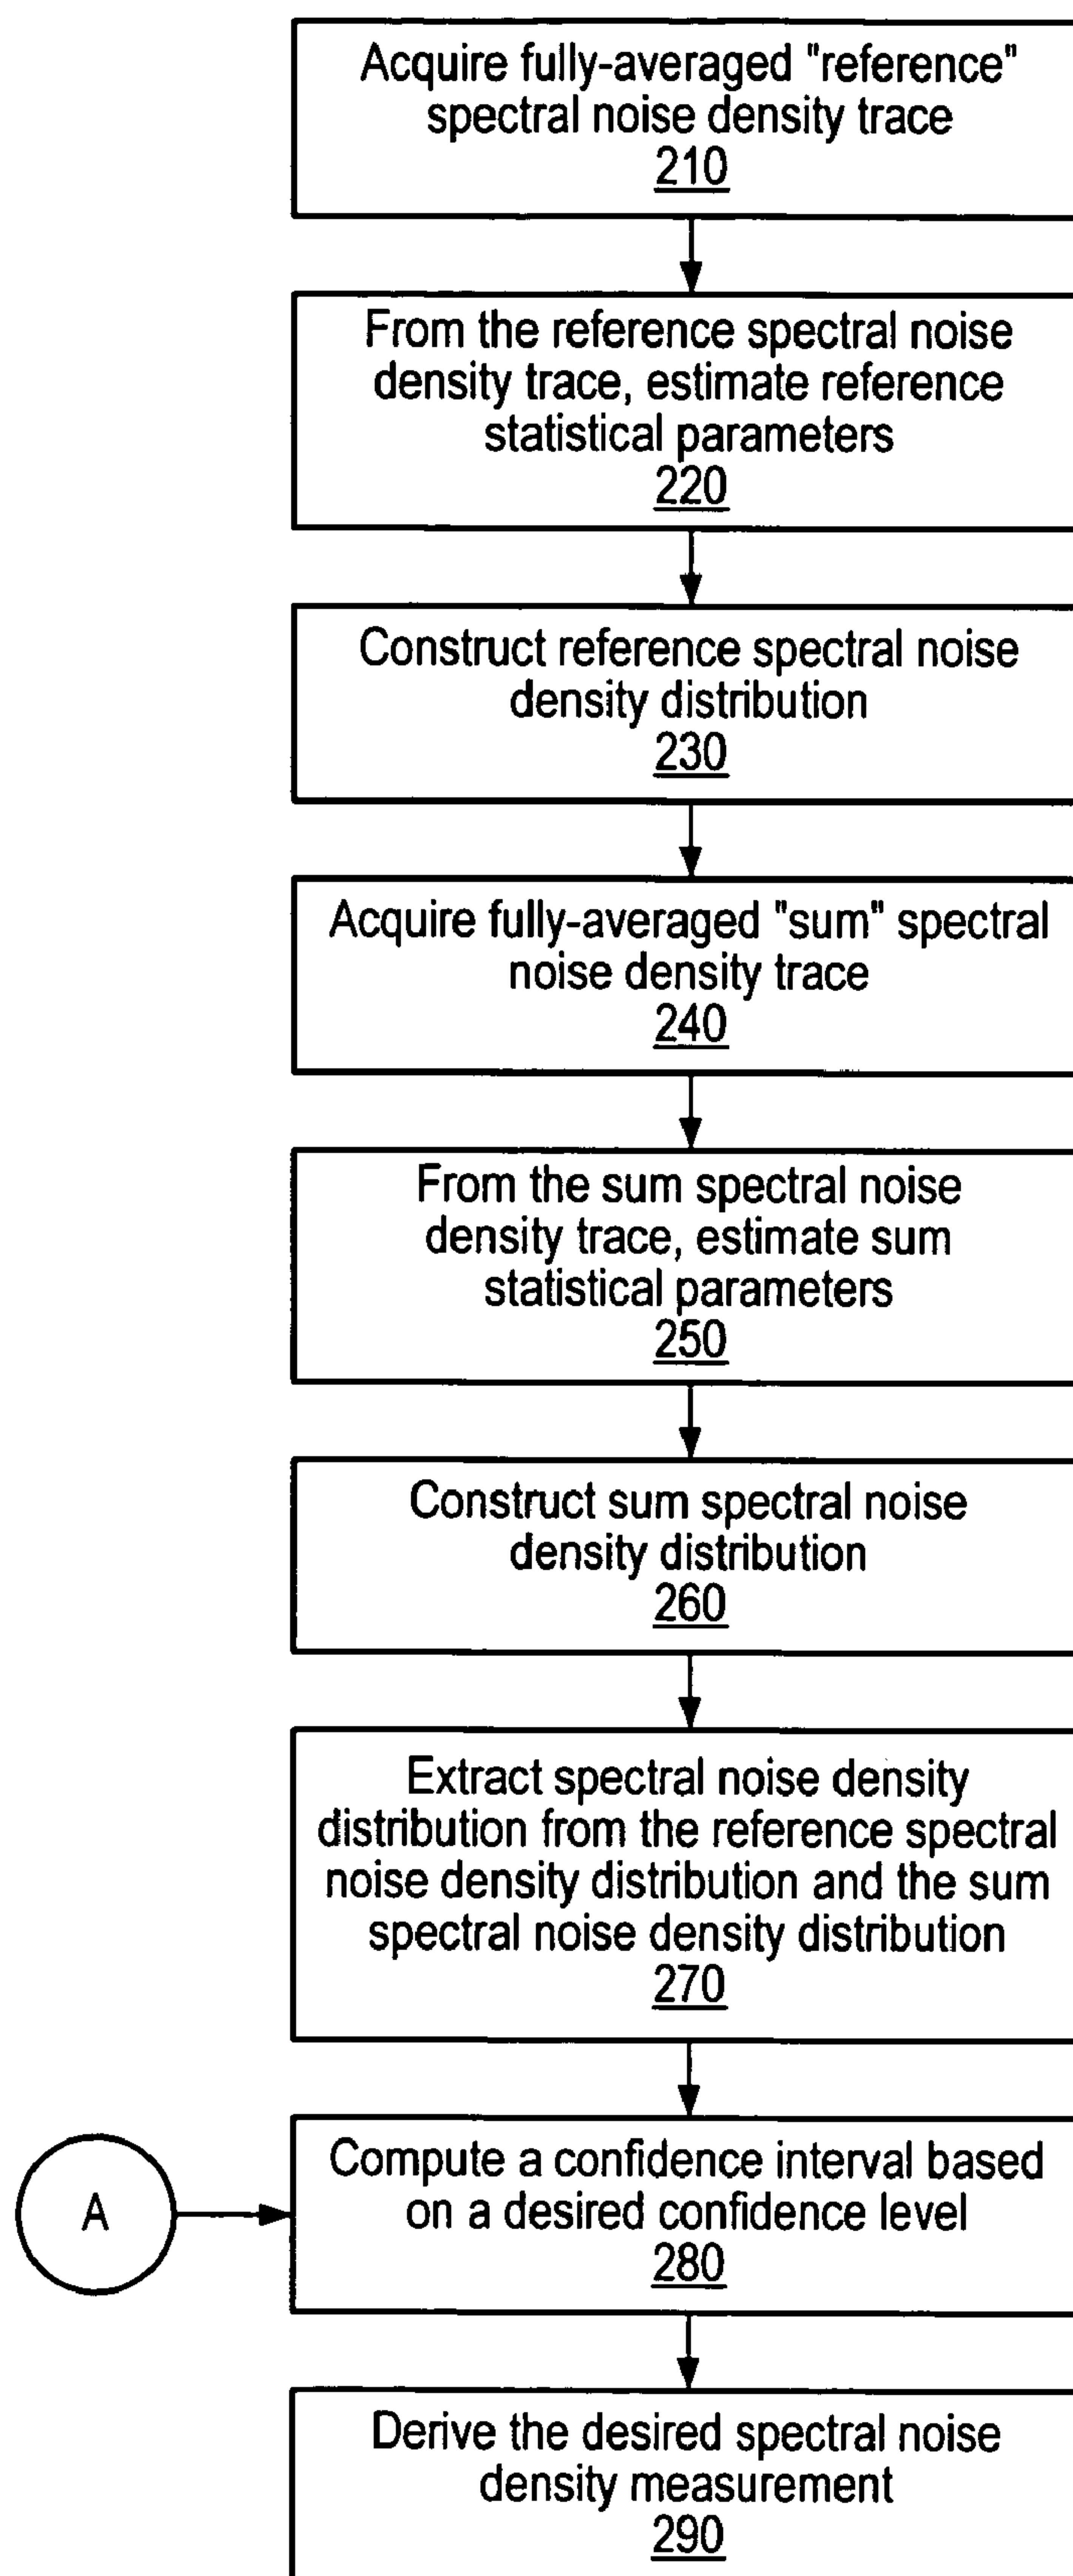 Acquire fully-averaged "reference"
spectral noise density trace
210
From the reference spectral noise
density trace, estimate reference
statistical parameters
220
Construct reference spectral noise
density distribution
230
Acquire fully-averaged "sum" spectral
noise density trace
240
From the sum spectral noise
density trace, estimate sum
statistical parameters
250
Construct sum spectral noise
density distribution
260
Extract spectral noise density
distribution from the reference spectral
noise density distribution and the sum
spectral noise density distribution
270
A
Compute a confidence interval based
on a desired confidence level
280
Derive the desired spectral noise
density measurement
290